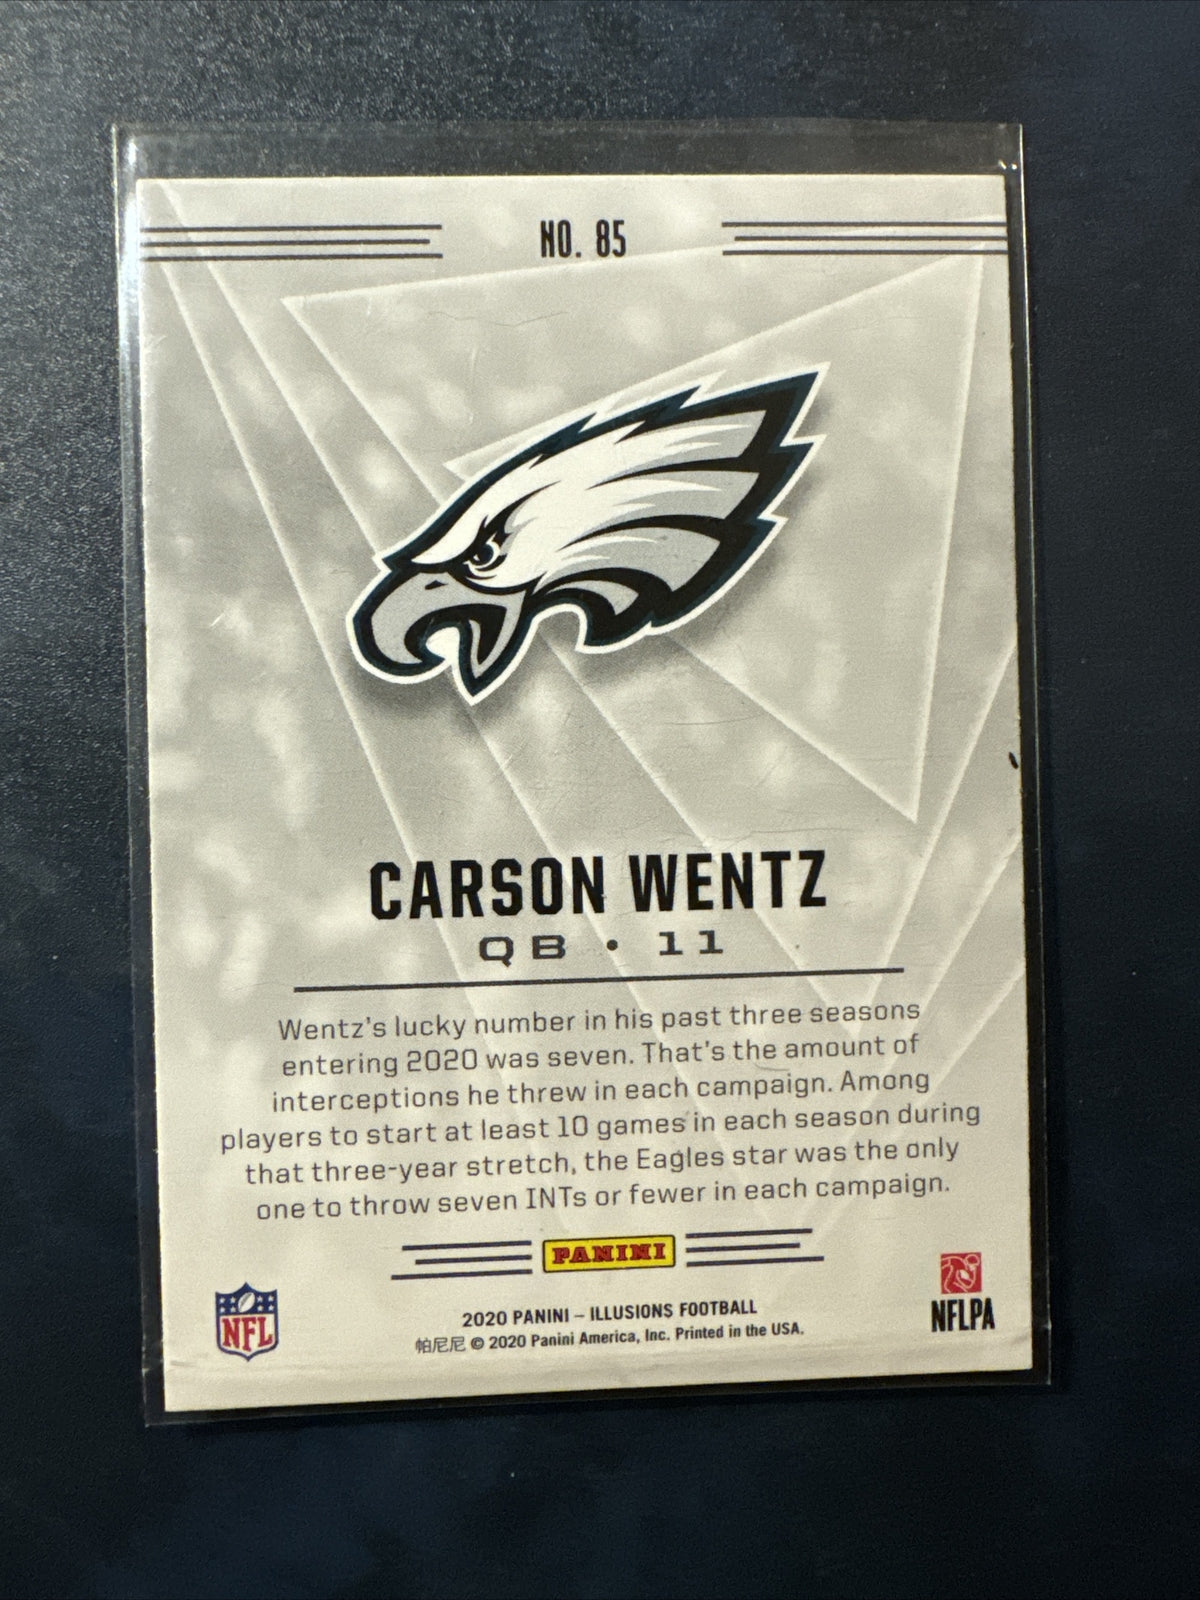 NO. 85
CARSON WENTZ
QB • 11
Wentz's lucky number in his past three seasons
entering 2020 was seven. That's the amount of
interceptions he threw in each campaign. Among
players to start at least 10 games in each season during
that three-year stretch, the Eagles star was the only
one to throw seven INTs or fewer in each campaign.
PANINI
NFL
2020 PANINI – ILLUSIONS FOOTBALL
帕尼尼 © 2020 Panini America, Inc. Printed in the USA.
NFLPA